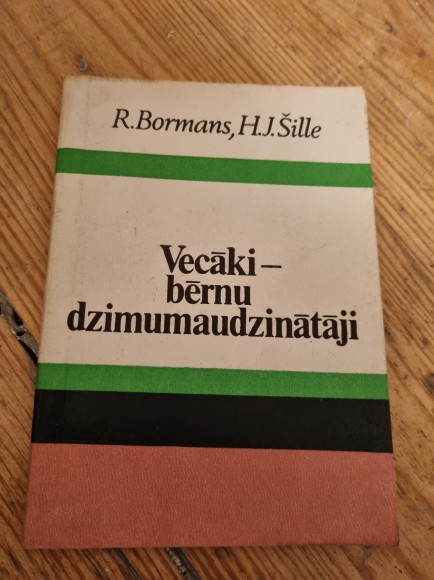 R.Bormans, H.J.Šille
Vecāki –
bērnu
dzimumaudzinātāji